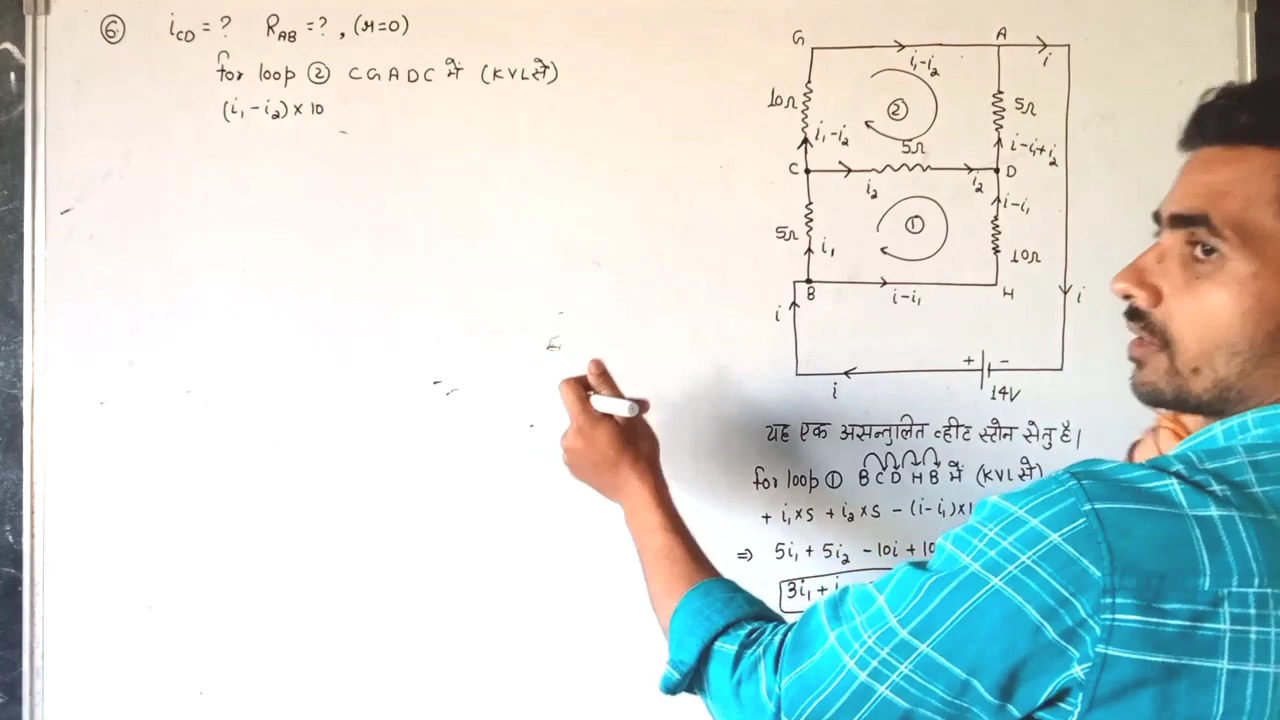 ⑥ i_CD = ? R_AB = ? , (r=0)
for loop ② C G A D C में (KVL से)
(i₁ - i₂) × 10
G
A
i
i₁-i₂
10Ω
②
5Ω
i₁-i₂
5Ω
i-i₁+i₂
C
i₂
i₂
D
i-i₁
5Ω
i₁
①
10Ω
B
i-i₁
H
i
i
+ -
i
14V
यह एक असन्तुलित व्हीट स्टोन सेतु है।
for loop ① B C D H B में (KVL से)
+ i₁×5 + i₂×5 - (i-i₁)×1
⇒ 5i₁ + 5i₂ - 10i + 10
3i₁ +